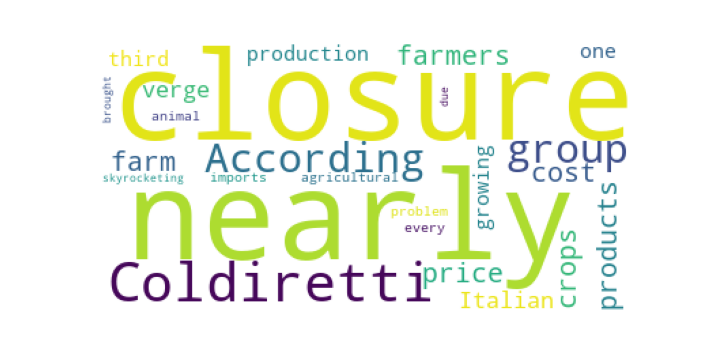 third
production
farmers
one
closure
brought
verge
animal
due
farm
According
growing
group
cost
skyrocketing
imports
agricultural
nearly
problem
every
crops
products
Coldiretti
price
Italian